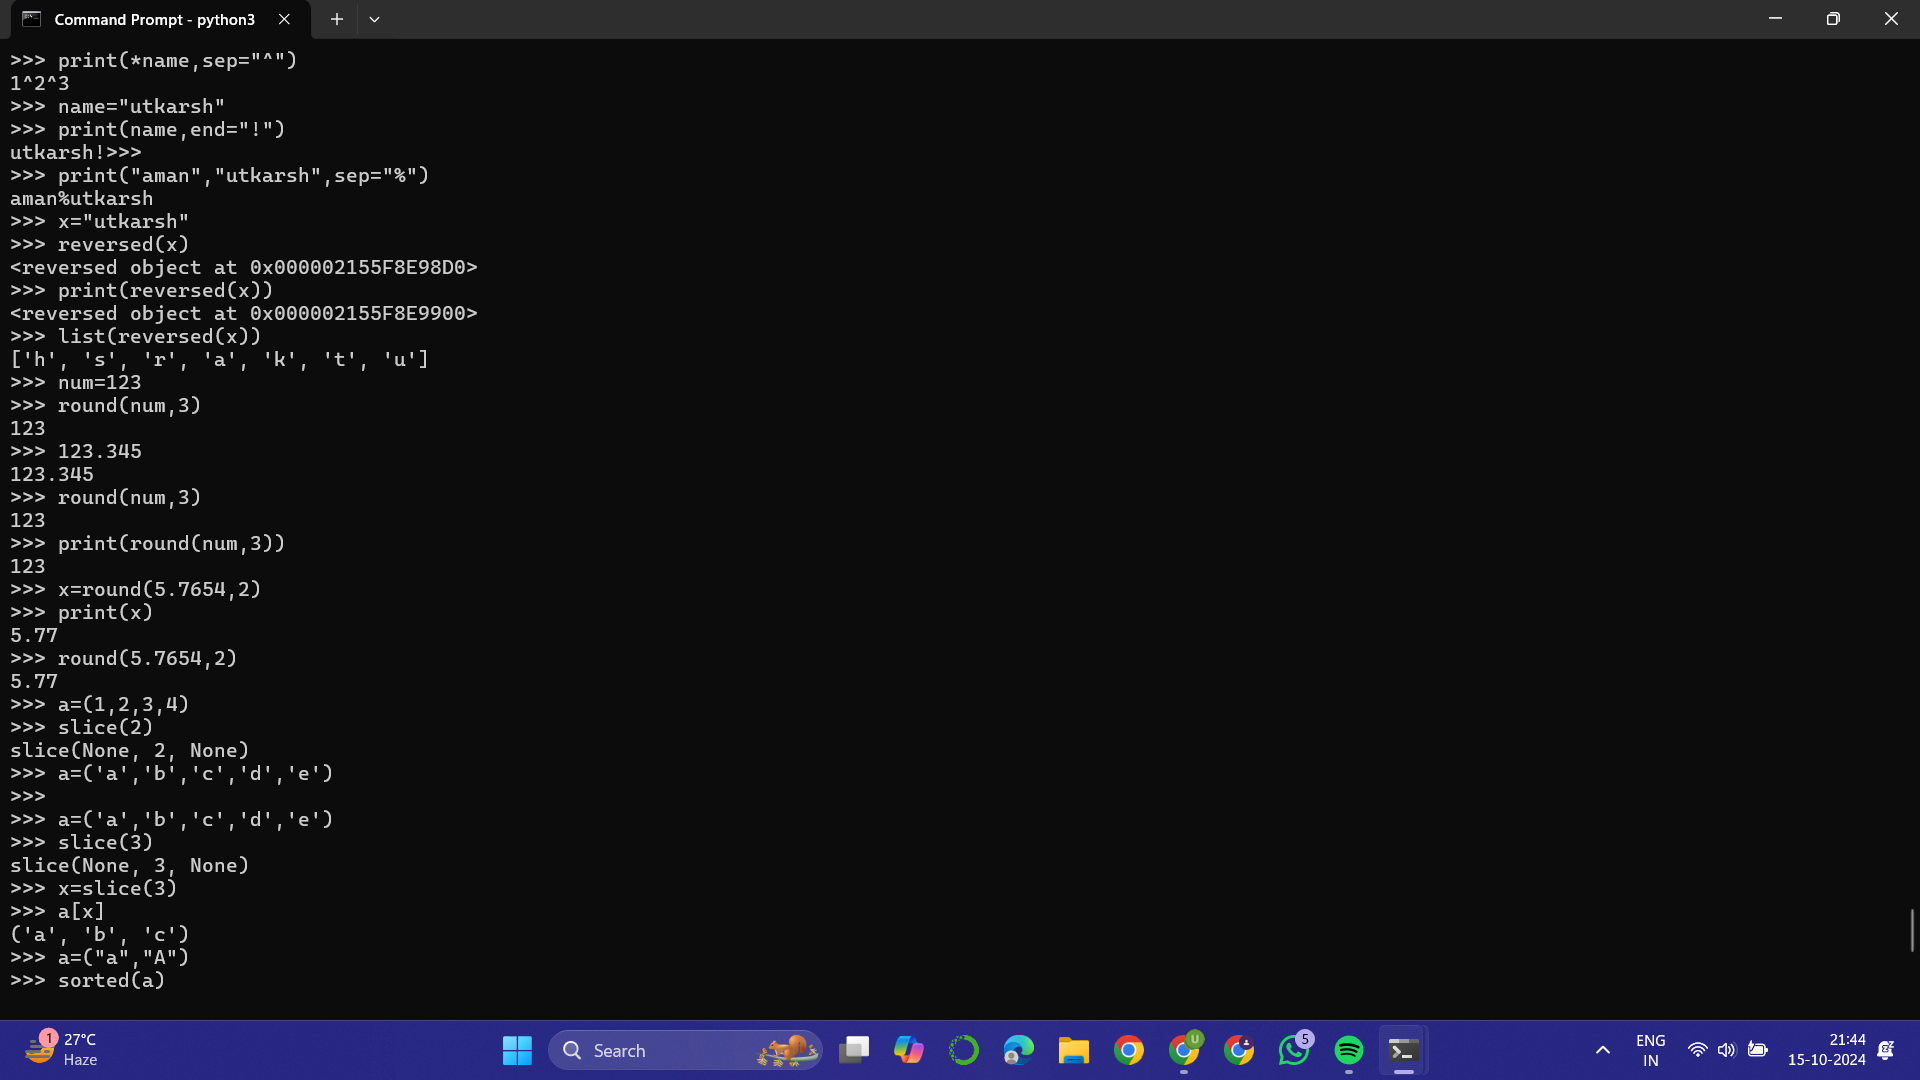 Command Prompt - python3
>>> print(*name,sep="^")
1^2^3
>>> name="utkarsh"
>>> print(name,end="!")
utkarsh!>>>
>>> print("aman","utkarsh",sep="%")
aman%utkarsh
>>> x="utkarsh"
>>> reversed(x)
<reversed object at 0x000002155F8E98D0>
>>> print(reversed(x))
<reversed object at 0x000002155F8E9900>
>>> list(reversed(x))
['h', 's', 'r', 'a', 'k', 't', 'u']
>>> num=123
>>> round(num,3)
123
>>> 123.345
123.345
>>> round(num,3)
123
>>> print(round(num,3))
123
>>> x=round(5.7654,2)
>>> print(x)
5.77
>>> round(5.7654,2)
5.77
>>> a=(1,2,3,4)
>>> slice(2)
slice(None, 2, None)
>>> a=('a','b','c','d','e')
>>>
>>> a=('a','b','c','d','e')
>>> slice(3)
slice(None, 3, None)
>>> x=slice(3)
>>> a[x]
('a', 'b', 'c')
>>> a=("a","A")
>>> sorted(a)
1
27°C
Haze
Search
U
5
ENG
IN
21:44
15-10-2024